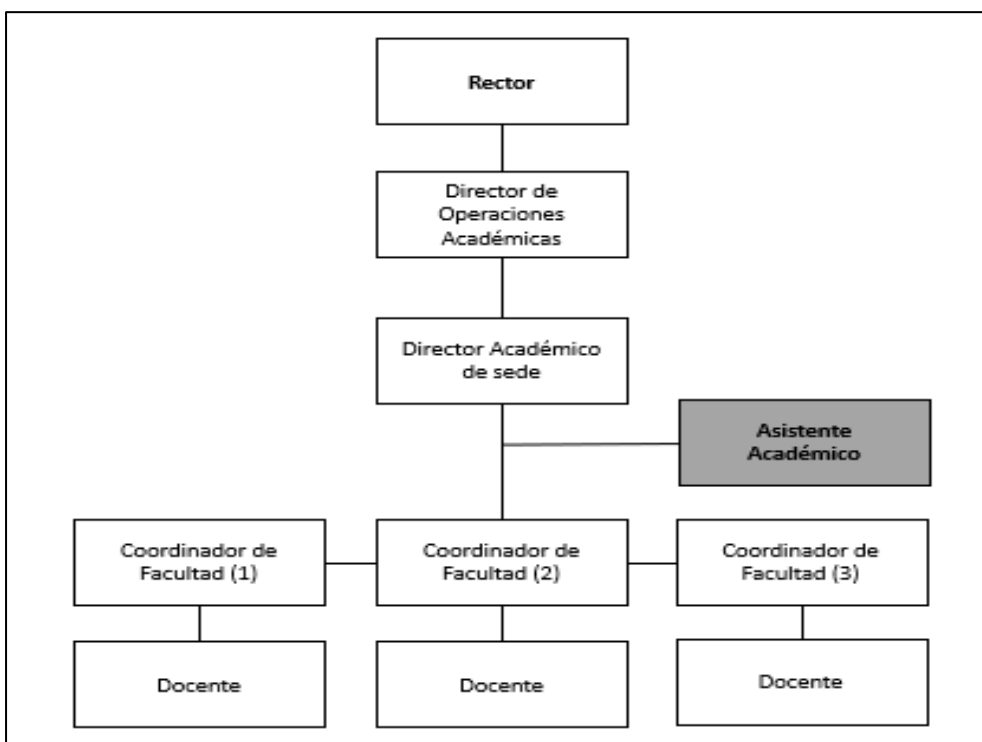 Rector
Director de
Operaciones
Académicas
Director Académico
de sede
Asistente
Académico
Coordinador de
Facultad (1)
Coordinador de
Facultad (2)
Coordinador de
Facultad (3)
Docente
Docente
Docente